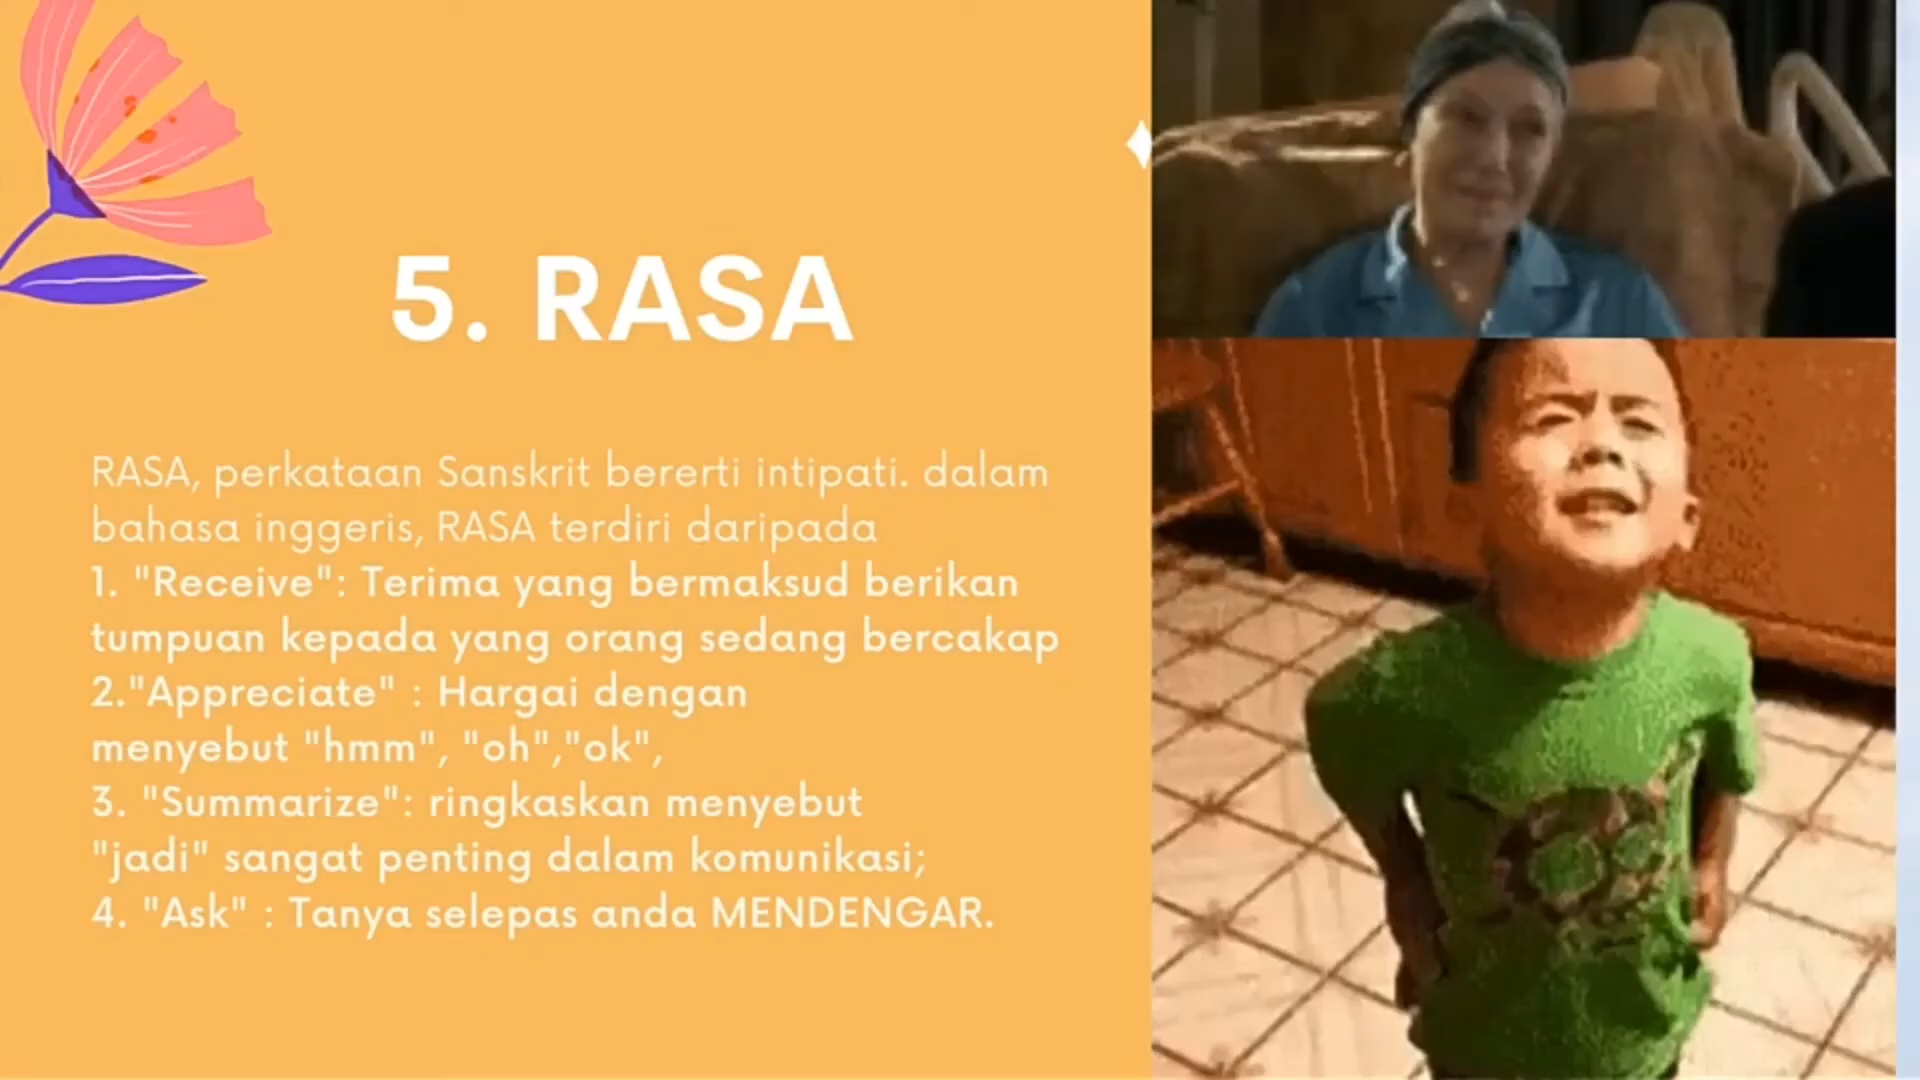 5. RASA
RASA, perkataan Sanskrit bererti intipati. dalam
bahasa inggeris, RASA terdiri daripada
1. "Receive": Terima yang bermaksud berikan
tumpuan kepada yang orang sedang bercakap
2."Appreciate" : Hargai dengan
menyebut "hmm", "oh","ok",
3. "Summarize": ringkaskan menyebut
"jadi" sangat penting dalam komunikasi;
4. "Ask" : Tanya selepas anda MENDENGAR.